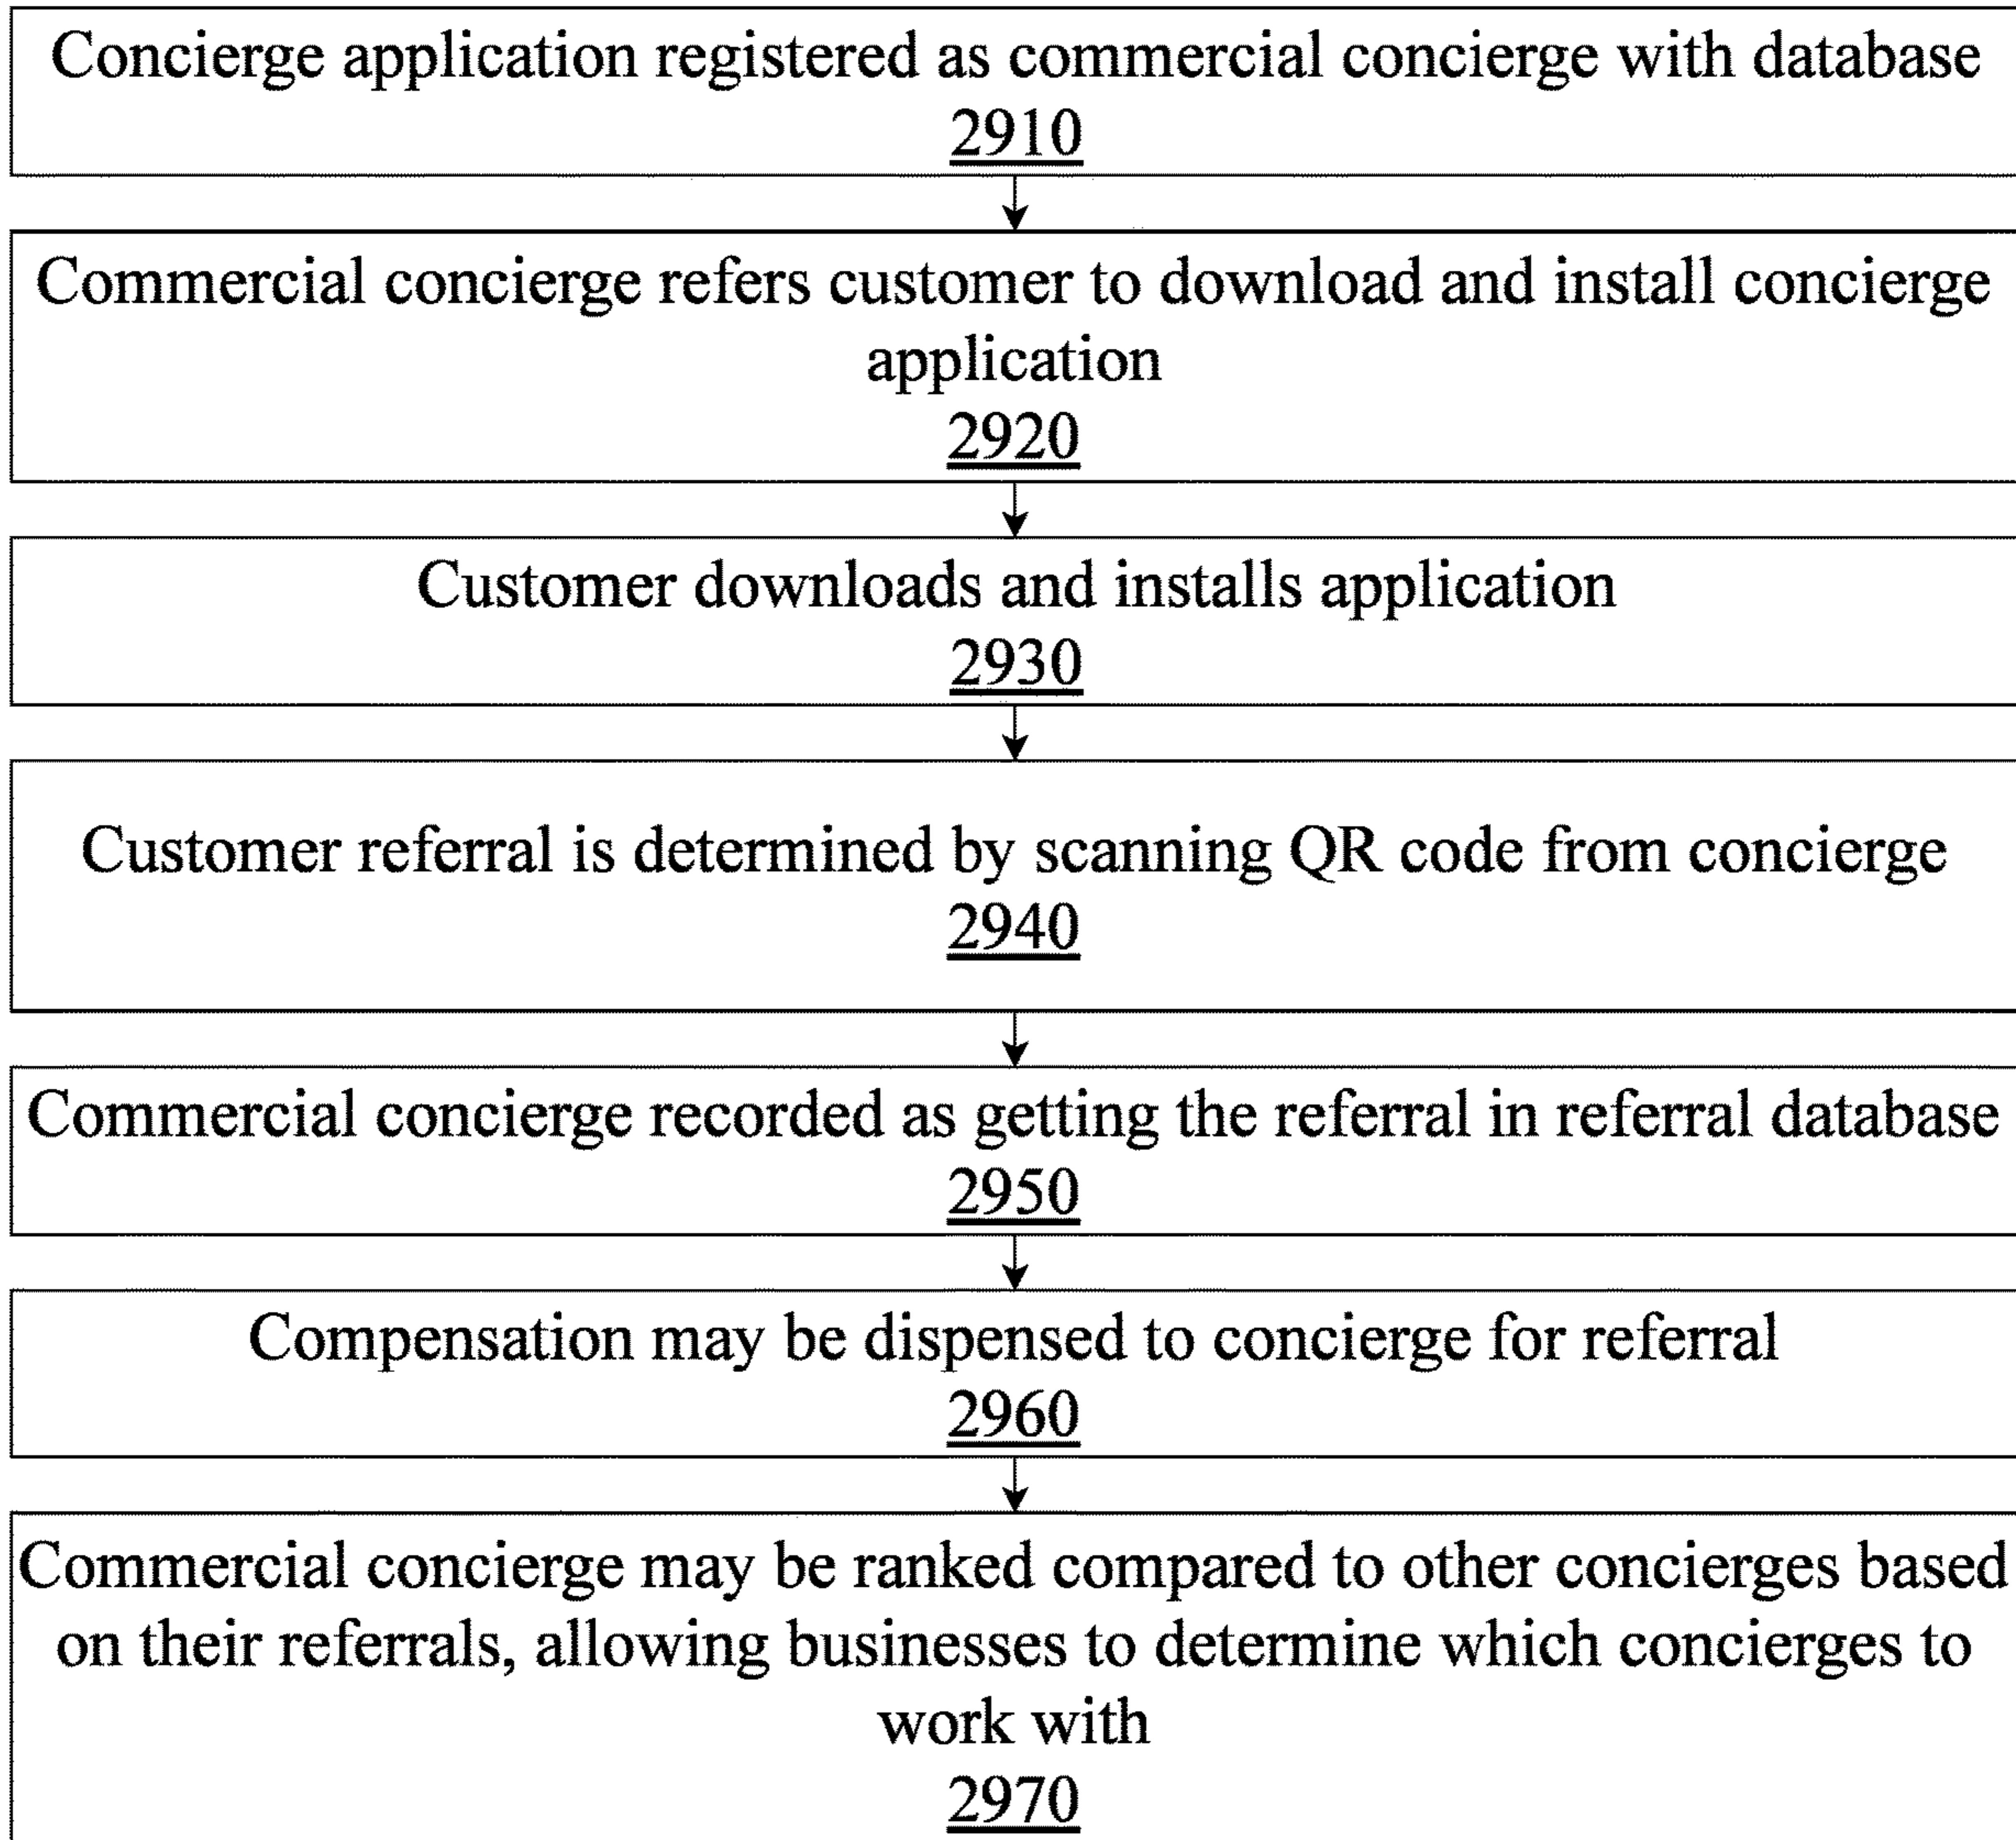 Concierge application registered as commercial concierge with database
2910
Commercial concierge refers customer to download and install concierge
application
2920
Customer downloads and installs application
2930
Customer referral is determined by scanning QR code from concierge
2940
Commercial concierge recorded as getting the referral in referral database
2950
Compensation may be dispensed to concierge for referral
2960
Commercial concierge may be ranked compared to other concierges based
on their referrals, allowing businesses to determine which concierges to
work with
2970